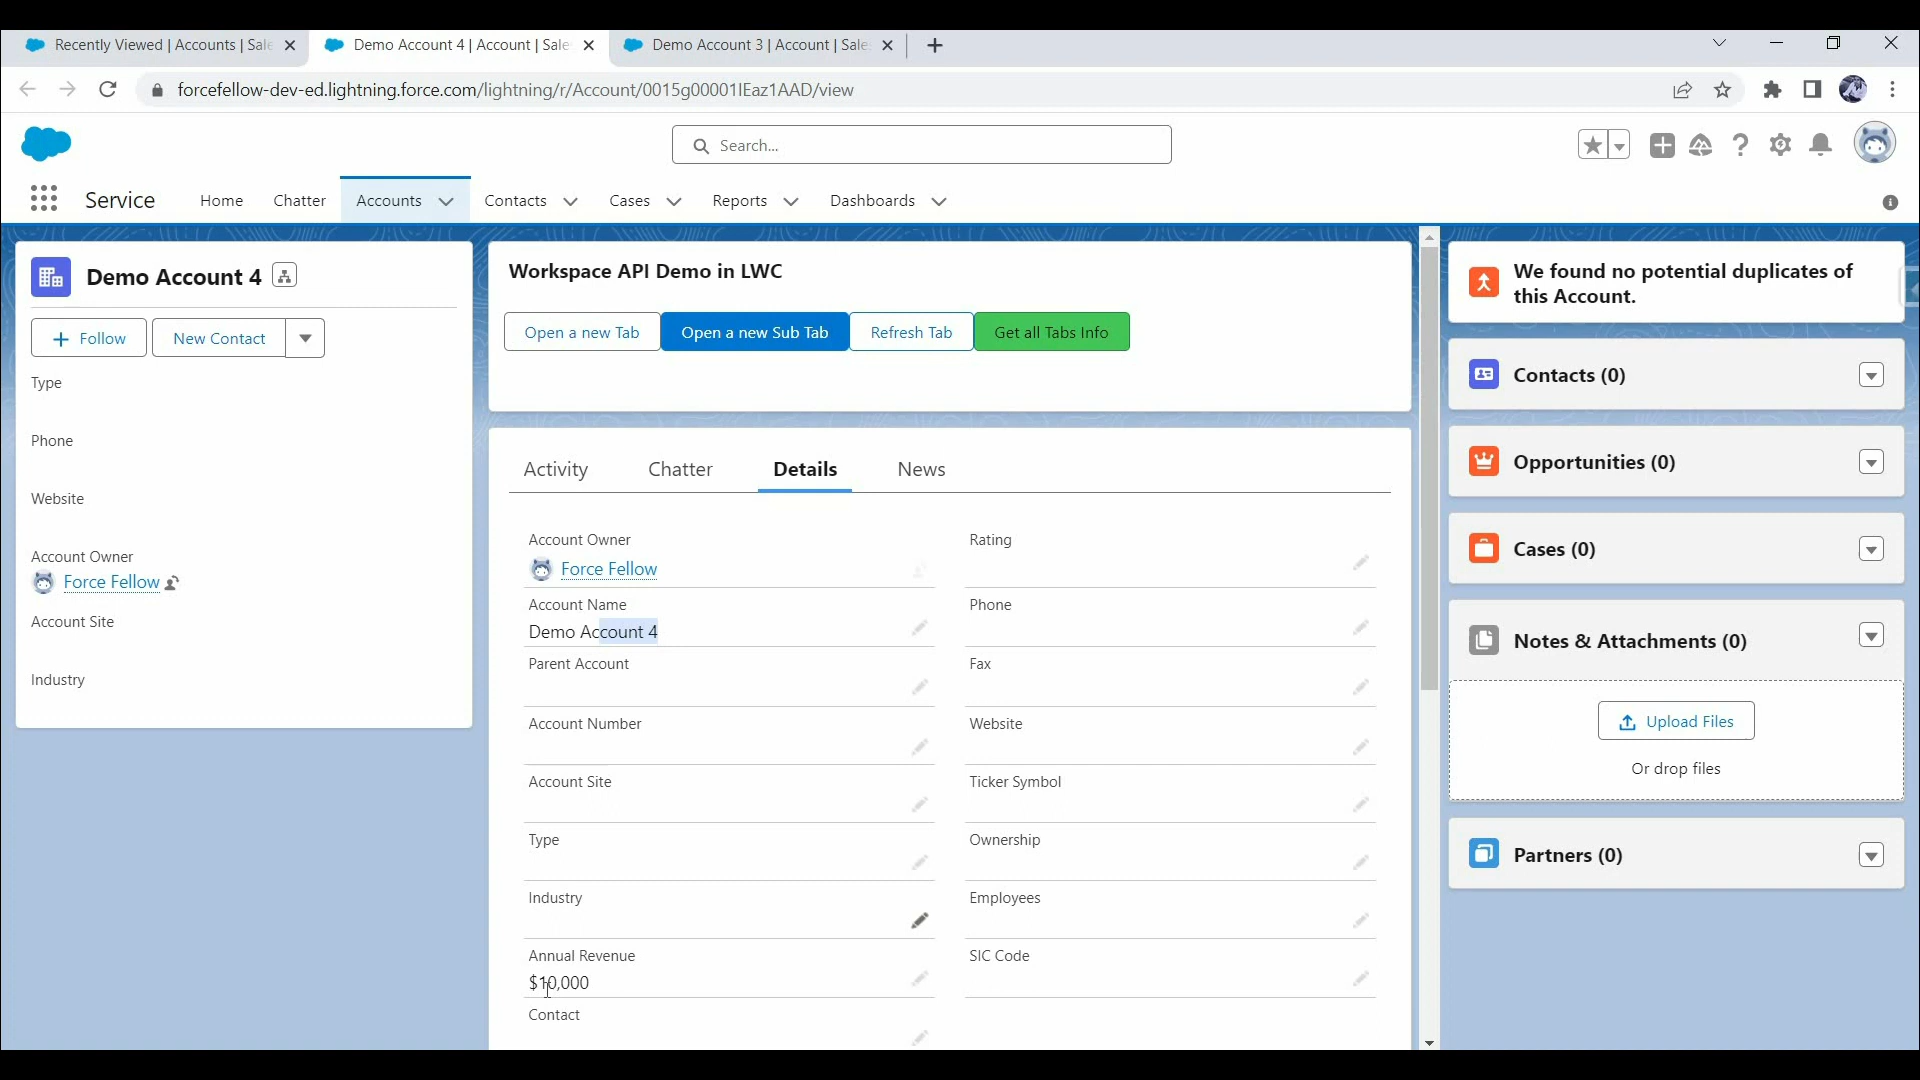 Recently Viewed | Accounts | Sale
Demo Account 4 | Account | Sale
Demo Account 3 | Account | Sale
forcefellow-dev-ed.lightning.force.com/lightning/r/Account/0015g00001IEaz1AAD/view
Search...
Service
Home
Chatter
Accounts
Contacts
Cases
Reports
Dashboards
Demo Account 4
Follow
New Contact
Type
Phone
Website
Account Owner
Force Fellow
Account Site
Industry
Workspace API Demo in LWC
Open a new Tab
Open a new Sub Tab
Refresh Tab
Get all Tabs Info
Activity
Chatter
Details
News
Account Owner
Force Fellow
Rating
Account Name
Demo Account 4
Phone
Parent Account
Fax
Account Number
Website
Account Site
Ticker Symbol
Type
Ownership
Industry
Employees
Annual Revenue
$10,000
SIC Code
Contact
We found no potential duplicates of
this Account.
Contacts (0)
Opportunities (0)
Cases (0)
Notes & Attachments (0)
Upload Files
Or drop files
Partners (0)